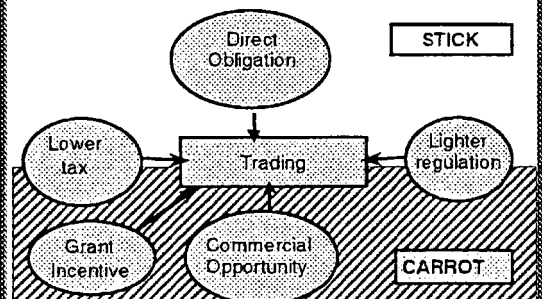 Direct
Obligation
STICK
Lower
tax
Trading
Lighter
regulation
Grant
Incentive
Commercial
Opportunity
CARROT